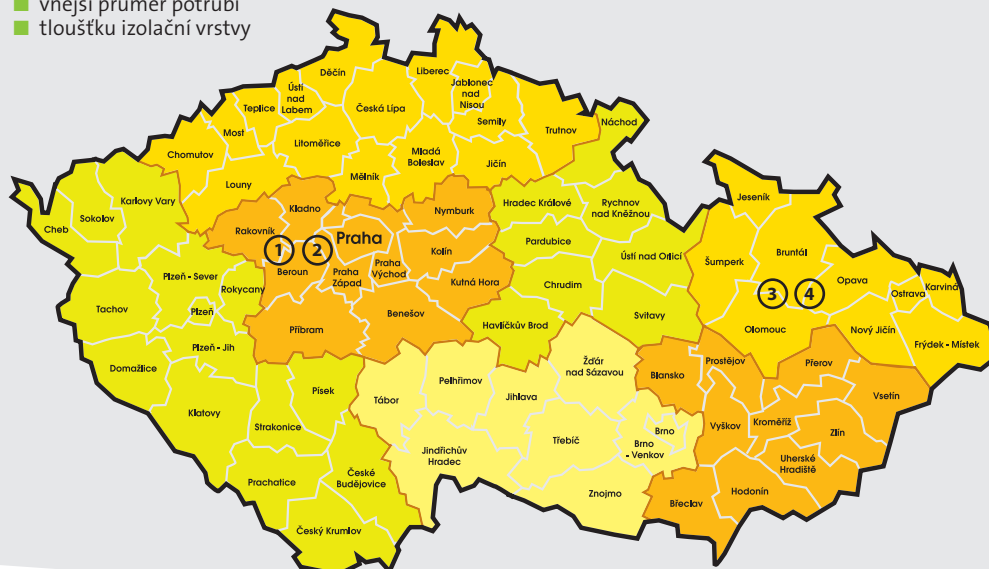 vnější průměr potrubí
tloušťku izolační vrstvy
Děčín
Liberec
Ústí
nad
Labem
Jablonec
nad
Nisou
Teplice
Česká Lípa
Semily
Náchod
Most
Trutnov
Litoměřice
Mladá
Boleslav
Chomutov
Jičín
Mělník
Louny
Jeseník
Karlovy Vary
Kladno
Nymburk
Hradec Králové
Rychnov
nad Kněžnou
Sokolov
Cheb
Rakovník
Praha
Pardubice
1
2
Kolín
Bruntál
Ústí nad Orlicí
Šumperk
Beroun
Praha
Západ
Praha
Východ
Plzeň - Sever
Rokycany
Kutná Hora
Chrudim
Opava
Karviná
Ostrava
3
4
Tachov
Plzeň
Svitavy
Příbram
Benešov
Havlíčkův Brod
Olomouc
Nový Jičín
Frýdek - Místek
Plzeň - Jih
Domažlice
Žďár
nad Sázavou
Prostějov
Přerov
Blansko
Pelhřimov
Písek
Tábor
Jihlava
Vsetín
Klatovy
Strakonice
Vyškov
Kroměříž
Zlín
Brno
Třebíč
Brno
- Venkov
Jindřichův
Hradec
Uherské
Hradiště
České
Budějovice
Prachatice
Znojmo
Hodonín
Břeclav
Český Krumlov